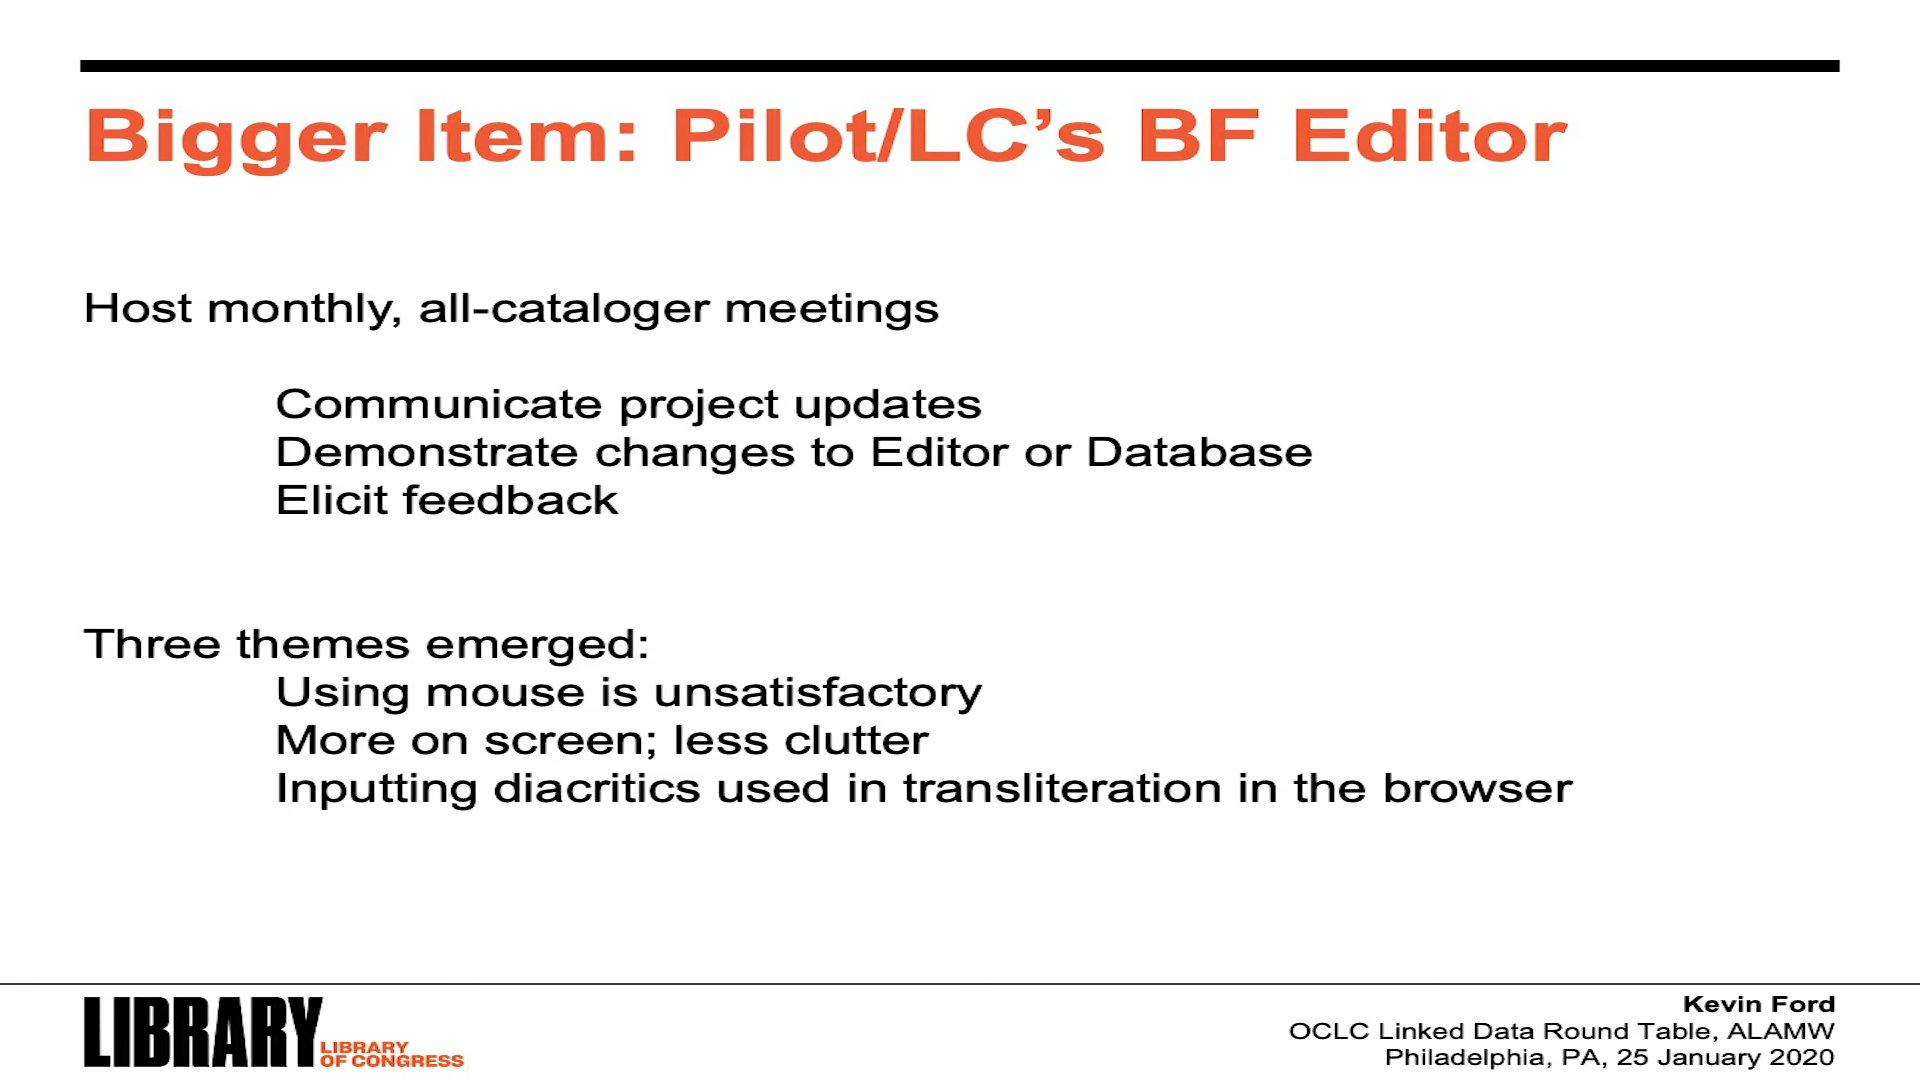 Bigger Item: Pilot/LC’s BF Editor
Host monthly, all-cataloger meetings
Communicate project updates
Demonstrate changes to Editor or Database
Elicit feedback
Three themes emerged:
Using mouse is unsatisfactory
More on screen; less clutter
Inputting diacritics used in transliteration in the browser
LIBRARY
LIBRARY
OF CONGRESS
Kevin Ford
OCLC Linked Data Round Table, ALAMW
Philadelphia, PA, 25 January 2020